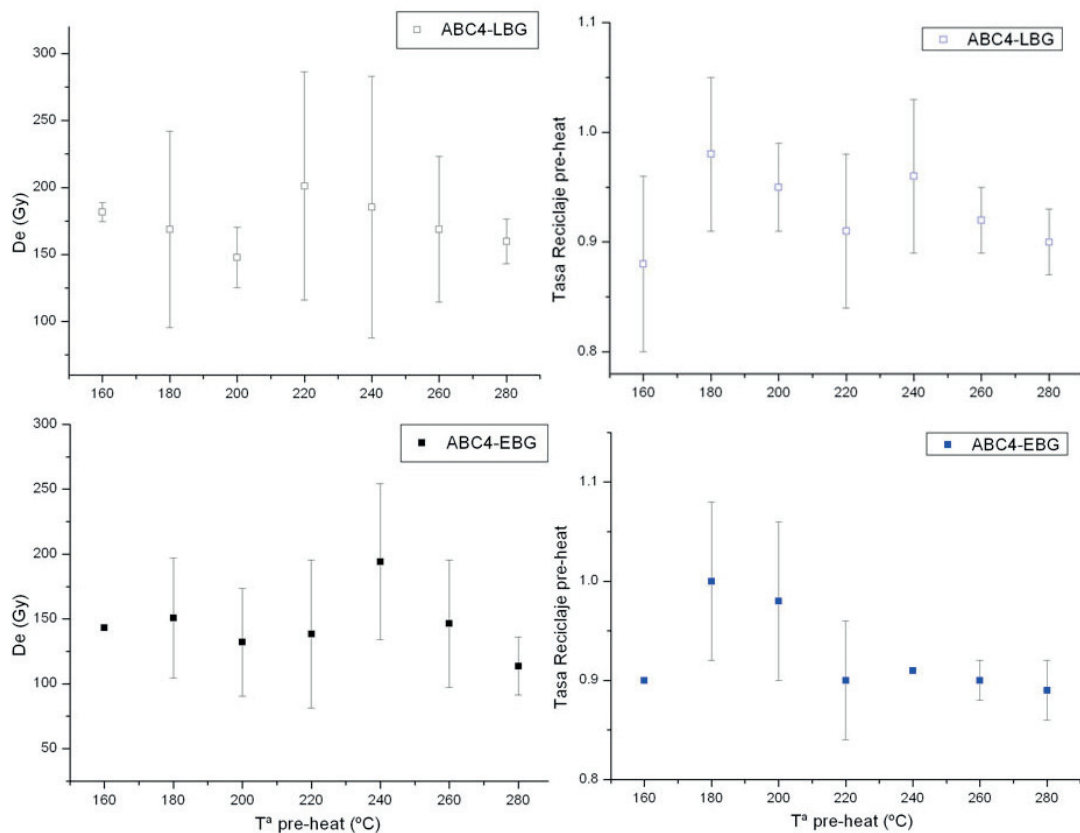 ABC4-LBG
300
250
200
150
100
De (Gy)
160 180 200 220 240 260 280
ABC4-LBG
1.1
1.0
0.9
0.8
Tasa Reciclaje pre-heat
160 180 200 220 240 260 280
ABC4-EBG
300
250
200
150
100
50
De (Gy)
160 180 200 220 240 260 280
Tª pre-heat (ºC)
ABC4-EBG
1.1
1.0
0.9
0.8
Tasa Reciclaje pre-heat
160 180 200 220 240 260 280
Tª pre-heat (ºC)